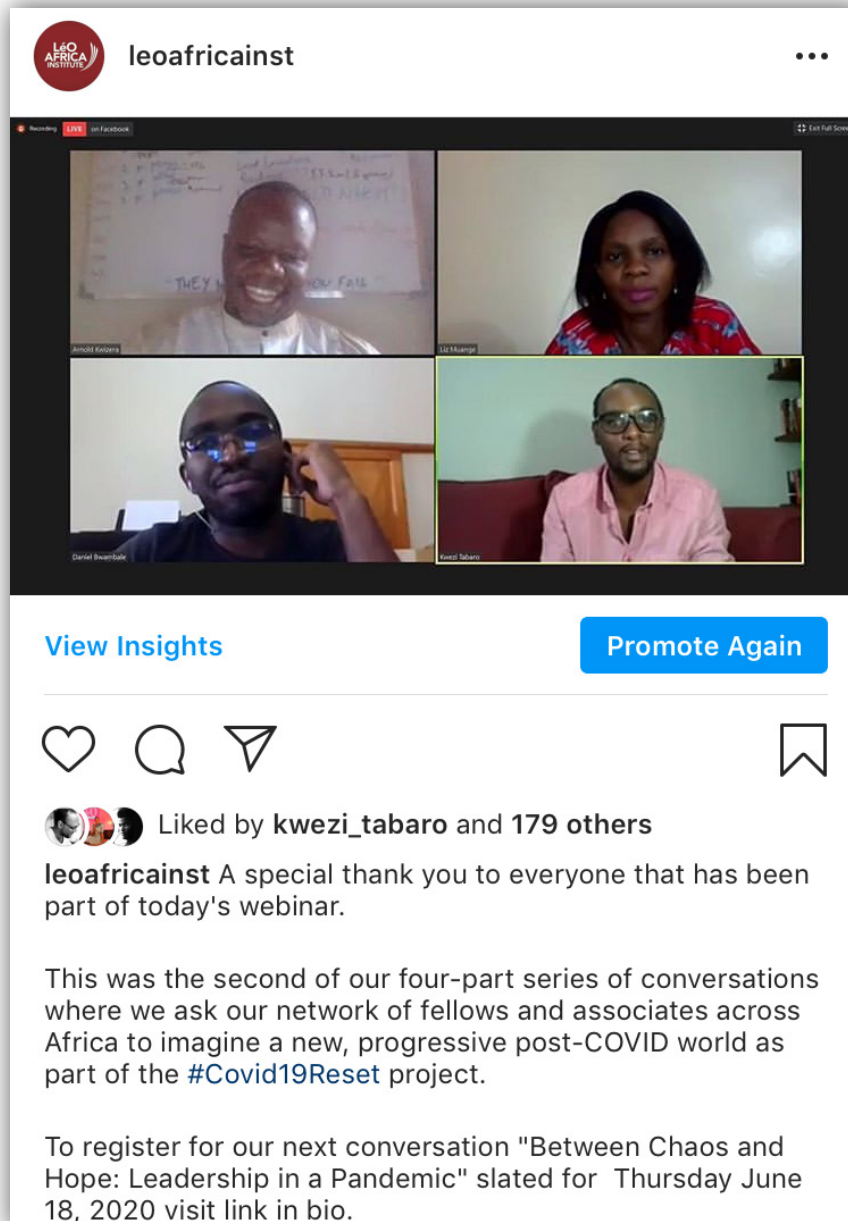 LéO
AFRICA
INSTITUTE
leoafricainst
Recording LIVE on Facebook
Exit Full Scree
"THEY YOU FAIL
Arnold Kwizera
Liz Muange
Daniel Bwambale
Kwezi Tabaro
View Insights
Promote Again
Liked by kwezi_tabaro and 179 others
leoafricainst A special thank you to everyone that has been
part of today's webinar.
This was the second of our four-part series of conversations
where we ask our network of fellows and associates across
Africa to imagine a new, progressive post-COVID world as
part of the #Covid19Reset project.
To register for our next conversation "Between Chaos and
Hope: Leadership in a Pandemic" slated for Thursday June
18, 2020 visit link in bio.